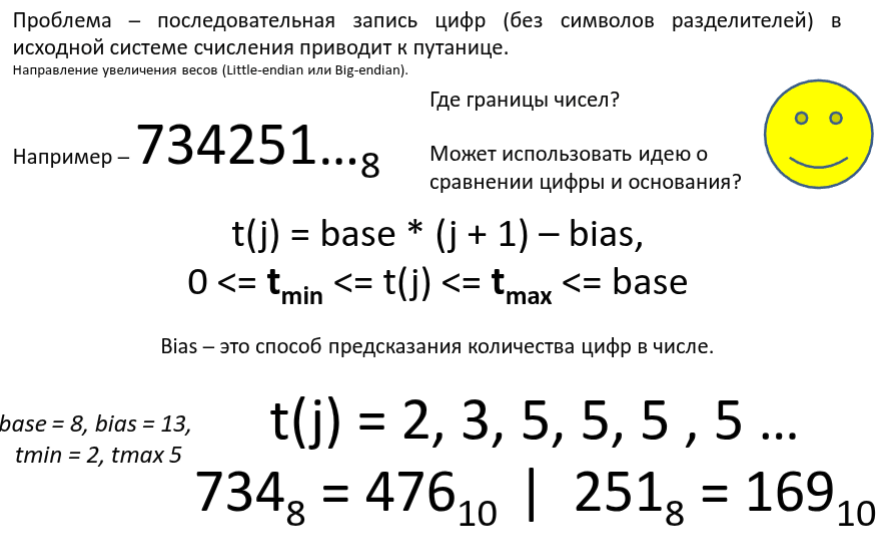 Проблема – последовательная запись цифр (без символов разделителей) в
исходной системе счисления приводит к путанице.
Направление увеличения весов (Little-endian или Big-endian).
Где границы чисел?
Например – 734251...8
Может использовать идею о
сравнении цифры и основания?
t(j) = base * (j + 1) – bias,
0 <= tmin <= t(j) <= tmax <= base
Bias – это способ предсказания количества цифр в числе.
base = 8, bias = 13,
tmin = 2, tmax 5
t(j) = 2, 3, 5, 5, 5 , 5 ...
7348 = 47610 | 2518 = 16910